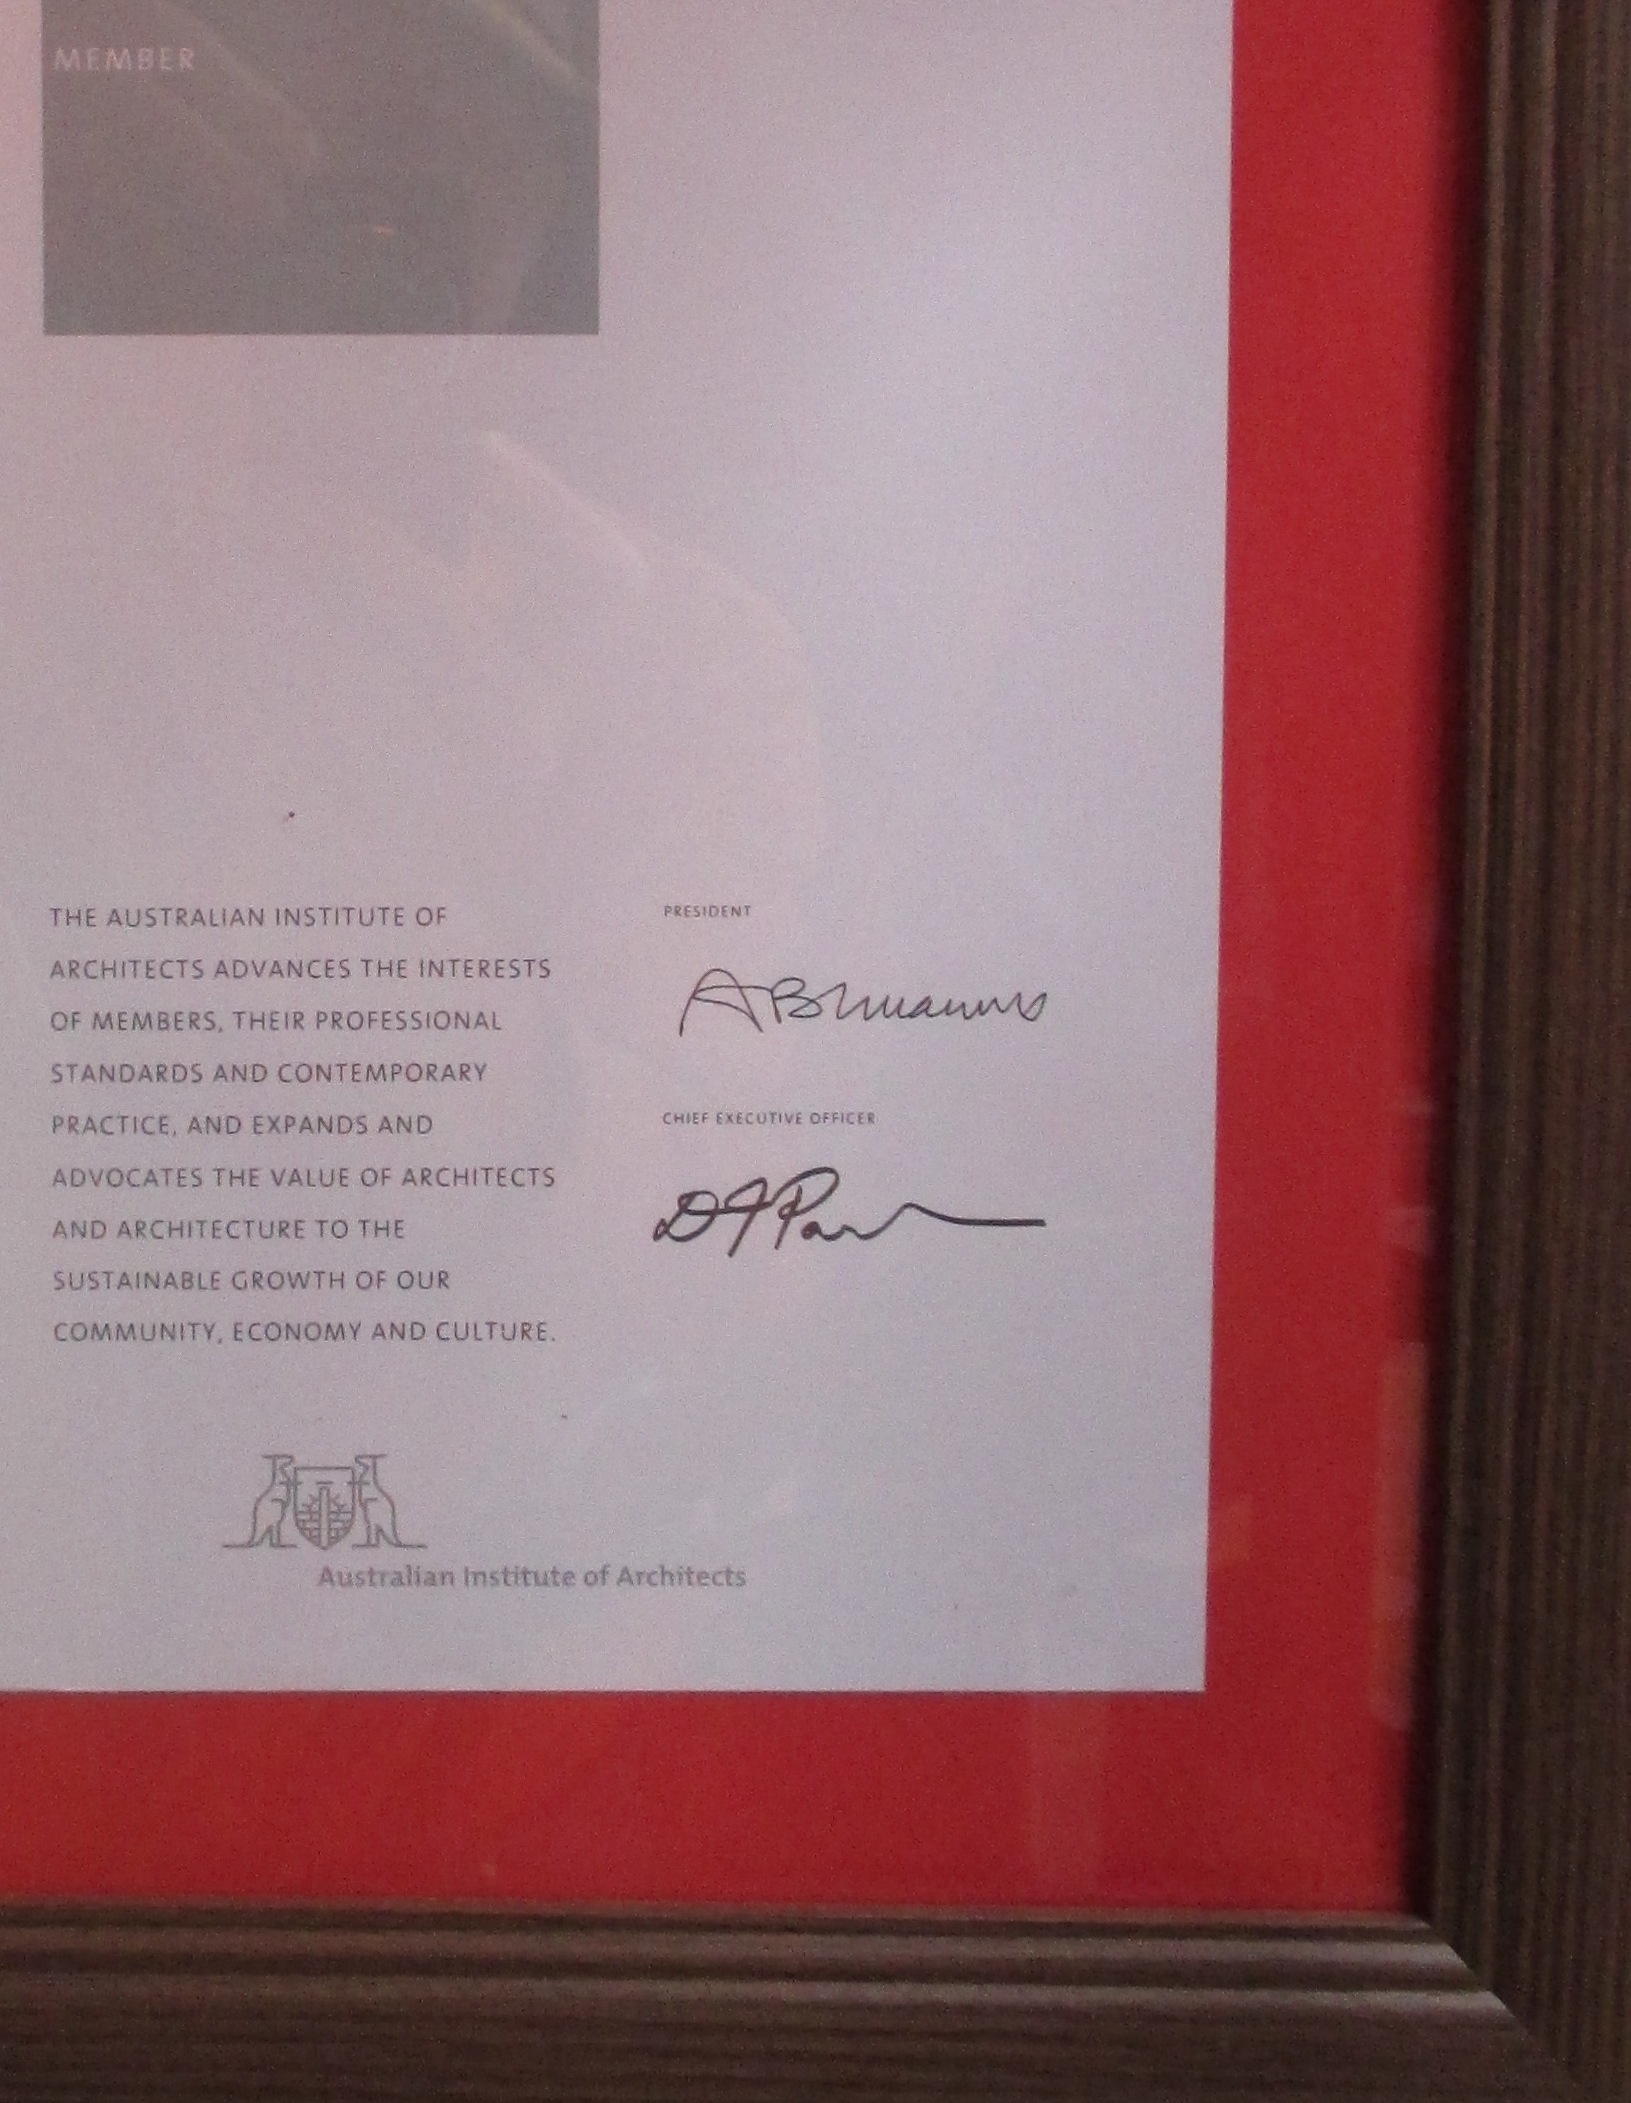 MEMBER
THE AUSTRALIAN INSTITUTE OF
ARCHITECTS ADVANCES THE INTERESTS
OF MEMBERS, THEIR PROFESSIONAL
STANDARDS AND CONTEMPORARY
PRACTICE, AND EXPANDS AND
ADVOCATES THE VALUE OF ARCHITECTS
AND ARCHITECTURE TO THE
SUSTAINABLE GROWTH OF OUR
COMMUNITY, ECONOMY AND CULTURE.
PRESIDENT
CHIEF EXECUTIVE OFFICER
Australian Institute of Architects